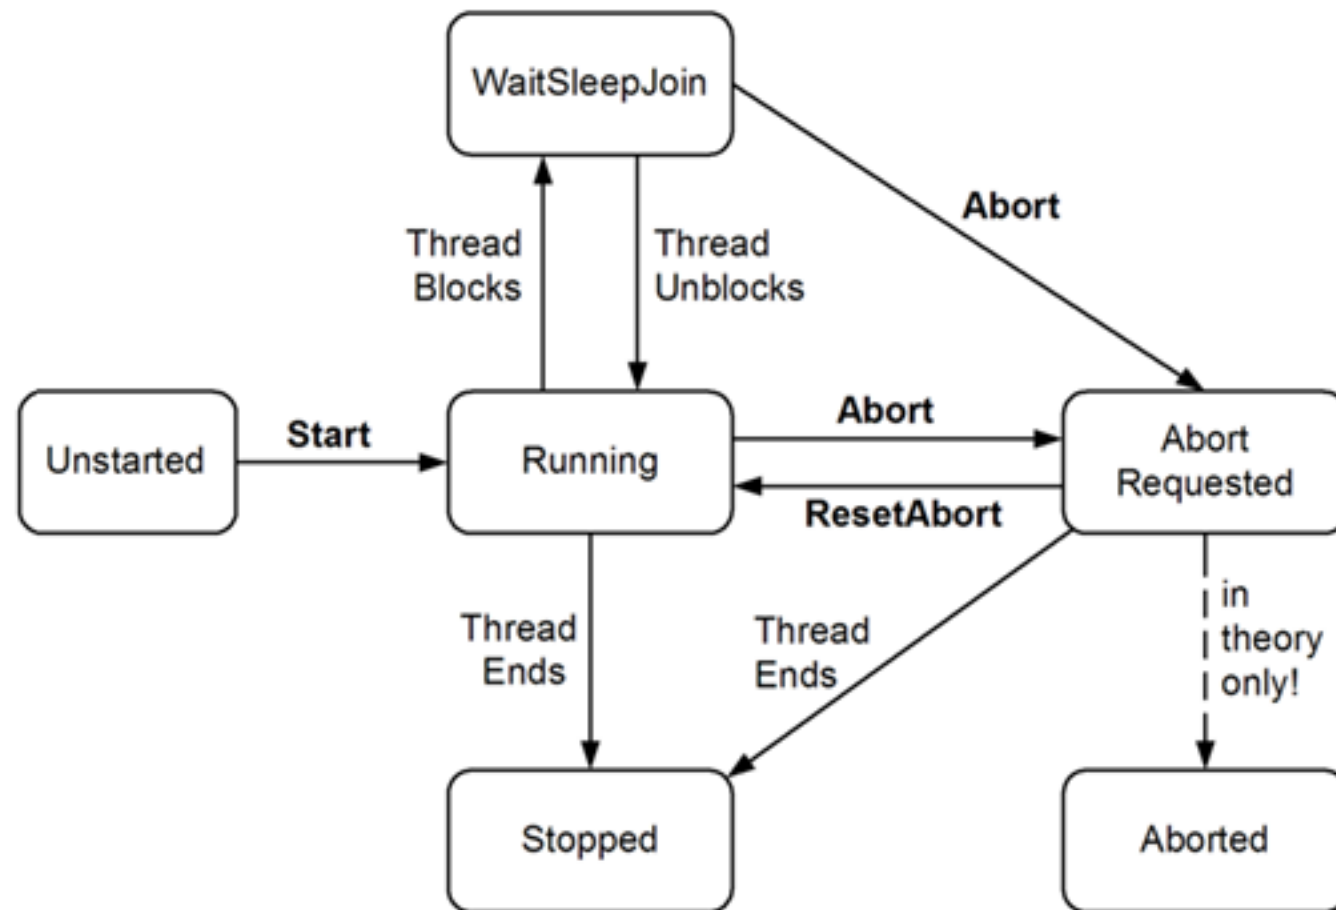 WaitSleepJoin
Abort
Thread
Blocks
Thread
Unblocks
Unstarted
Start
Running
Abort
ResetAbort
Abort
Requested
Thread
Ends
Thread
Ends
in
theory
only!
Stopped
Aborted